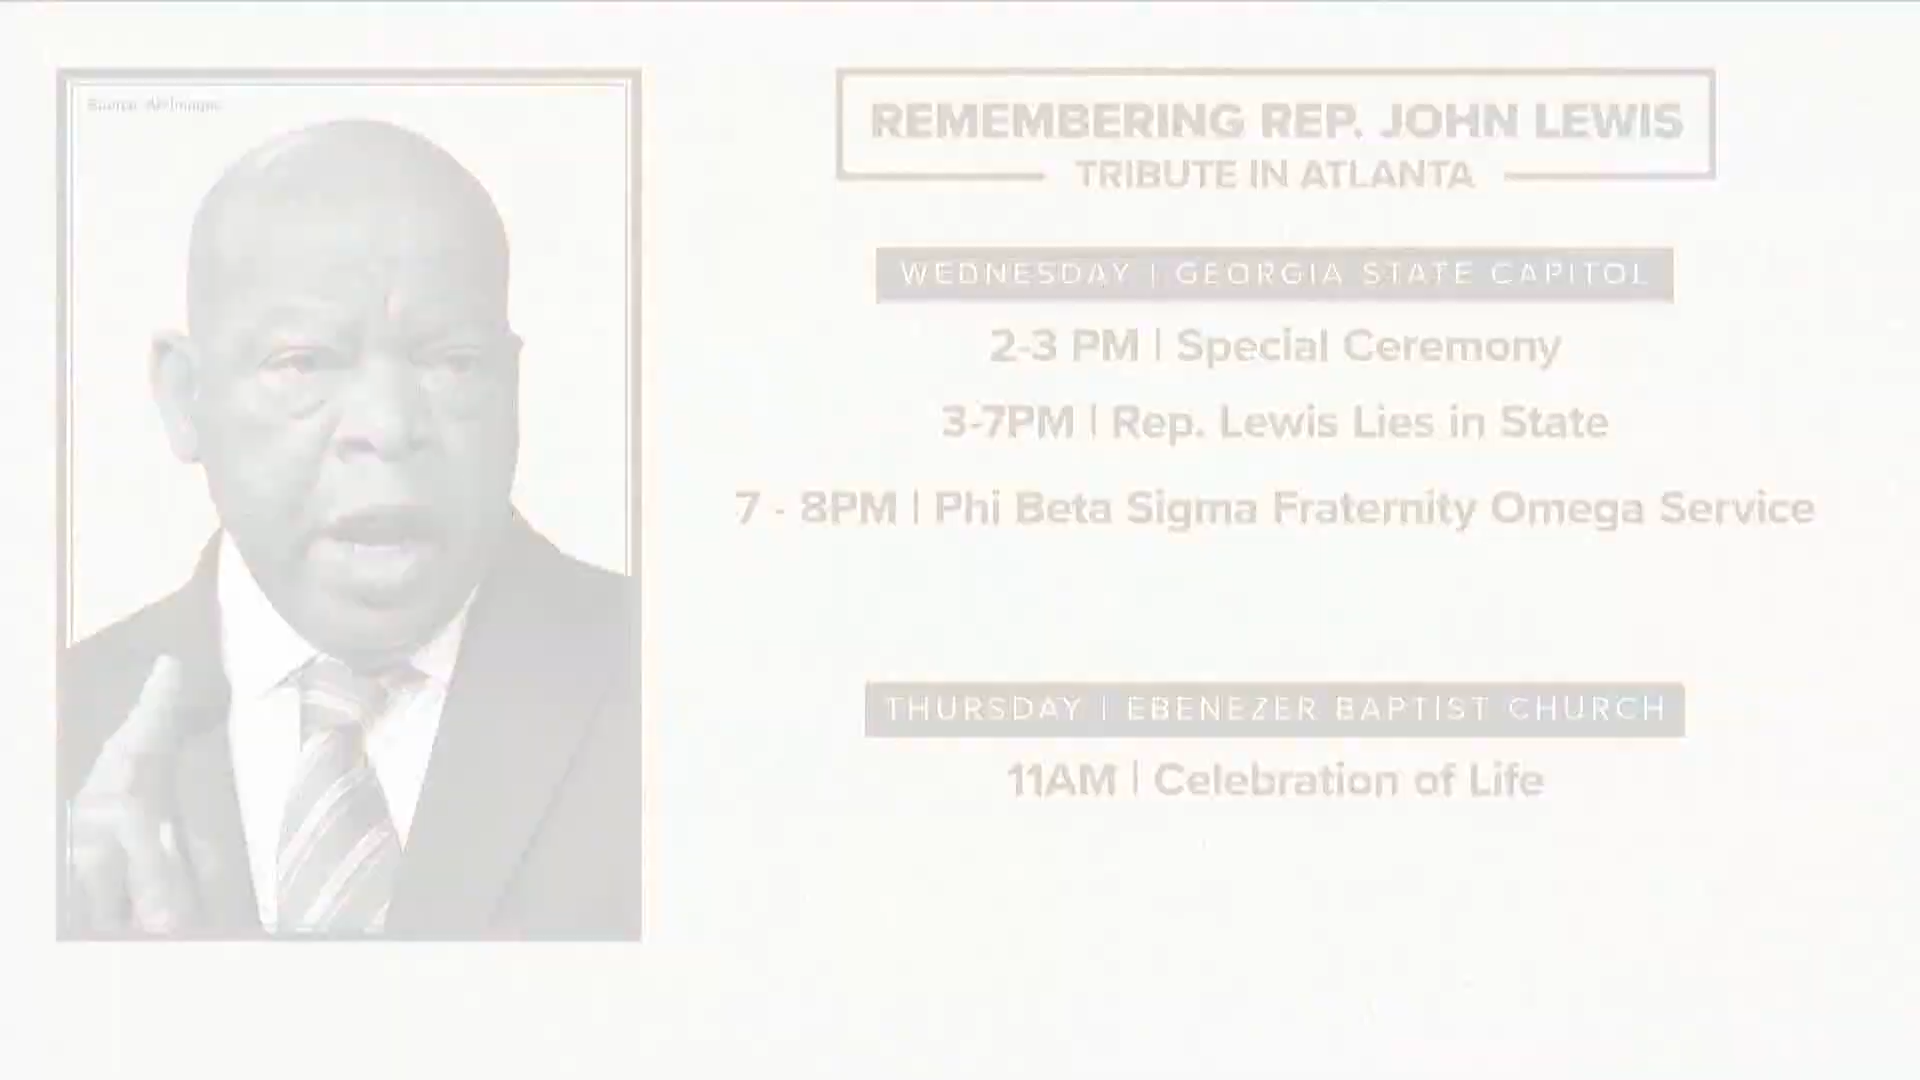 REMEMBERING REP. JOHN LEWIS
TRIBUTE IN ATLANTA
WEDNESDAY | GEORGIA STATE CAPITOL
2-3 PM | Special Ceremony
3-7PM | Rep. Lewis Lies in State
7 - 8PM | Phi Beta Sigma Fraternity Omega Service
THURSDAY | EBENEZER BAPTIST CHURCH
11AM | Celebration of Life